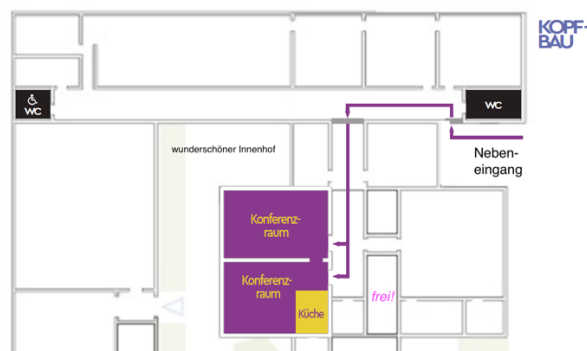 KOPF-
BAU
WC
WC
wunderschöner Innenhof
Neben-
eingang
Konferenz-
raum
Konferenz-
raum
Küche
frei!